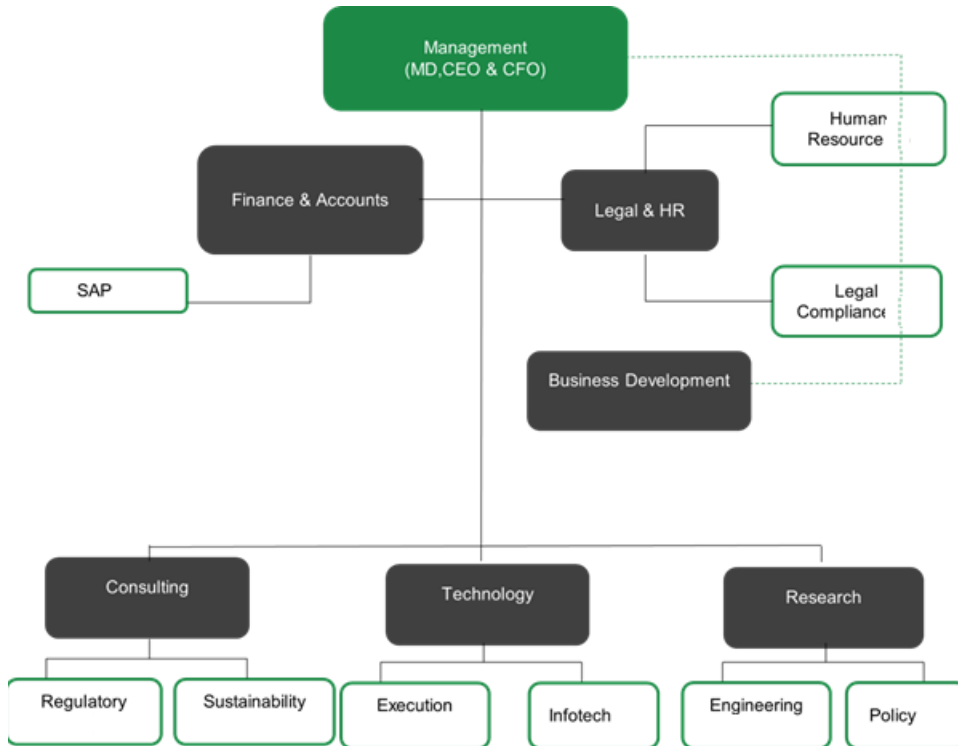 Management
(MD,CEO & CFO)
Human
Resource
Finance & Accounts
Legal & HR
SAP
Legal
Compliance
Business Development
Consulting
Technology
Research
Regulatory
Sustainability
Execution
Infotech
Engineering
Policy